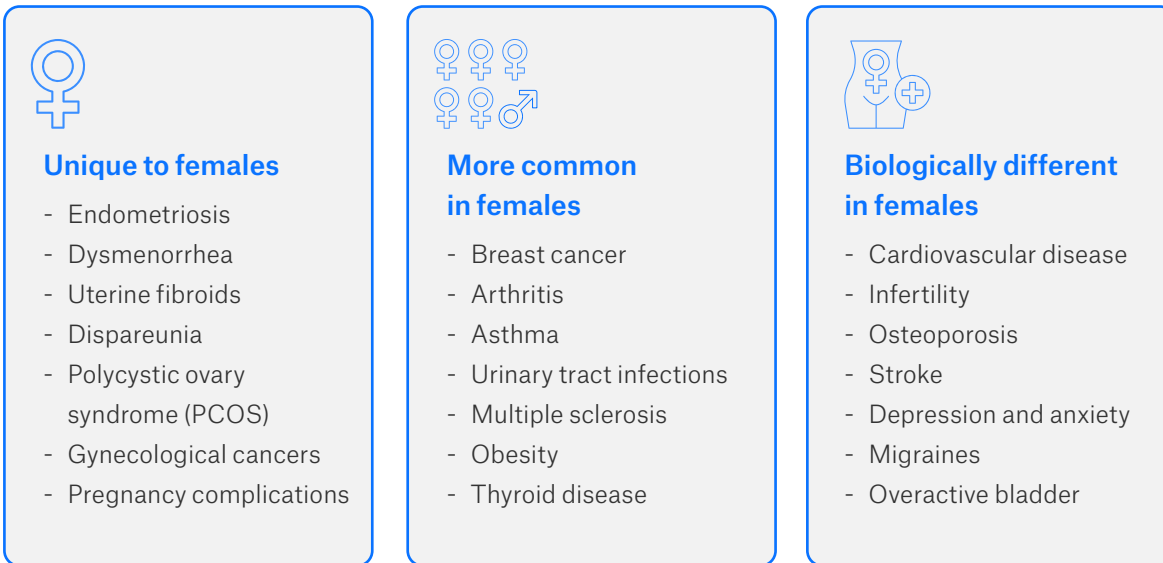 Unique to females
- Endometriosis
- Dysmenorrhea
- Uterine fibroids
- Dispareunia
- Polycystic ovary
syndrome (PCOS)
- Gynecological cancers
- Pregnancy complications
More common
in females
- Breast cancer
- Arthritis
- Asthma
- Urinary tract infections
- Multiple sclerosis
- Obesity
- Thyroid disease
Biologically different
in females
- Cardiovascular disease
- Infertility
- Osteoporosis
- Stroke
- Depression and anxiety
- Migraines
- Overactive bladder